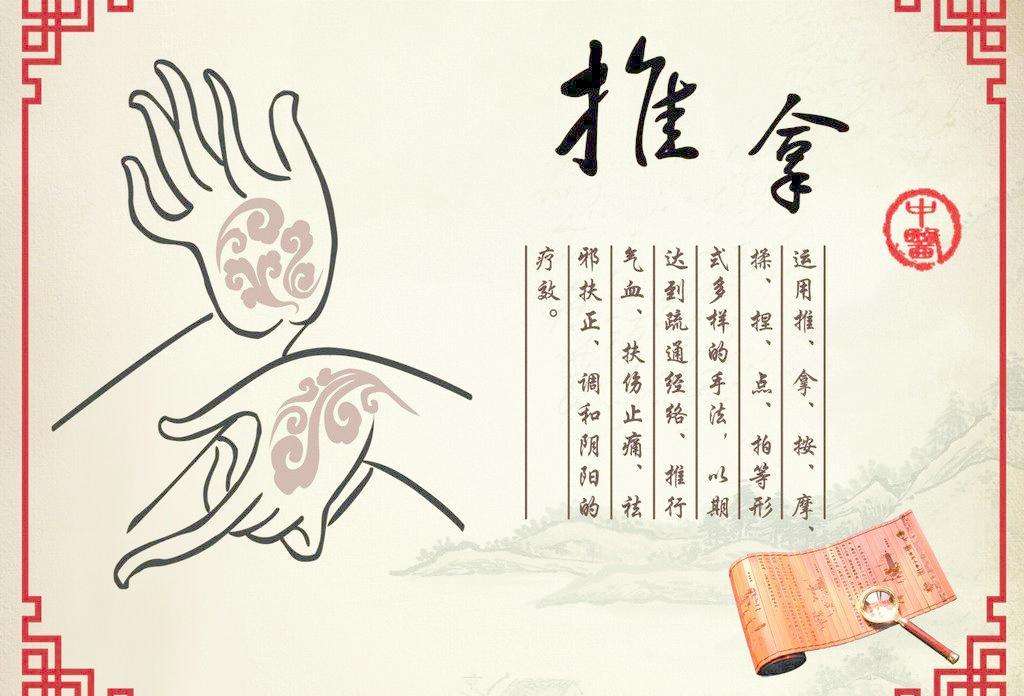 推拿
中醫
运用推、拿、按、摩、
揉、捏、点、拍等形
式多样的手法，以期
达到疏通经络、推行
气血、扶伤止痛、祛
邪扶正、调和阴阳的
疗效。